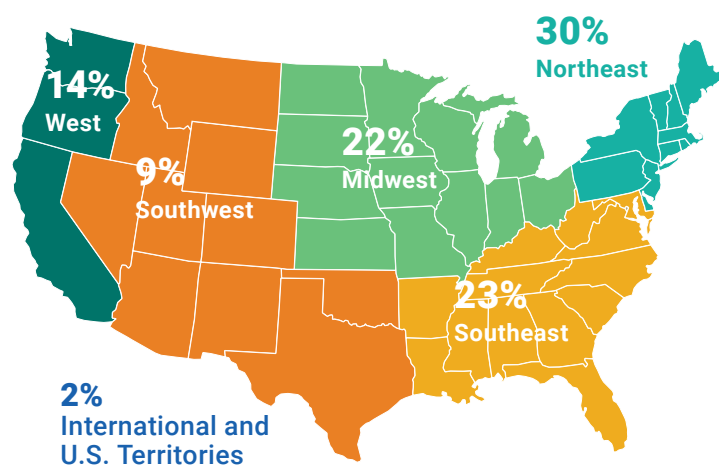 30%
Northeast
14%
West
22%
Midwest
9%
Southwest
23%
Southeast
2%
International and
U.S. Territories